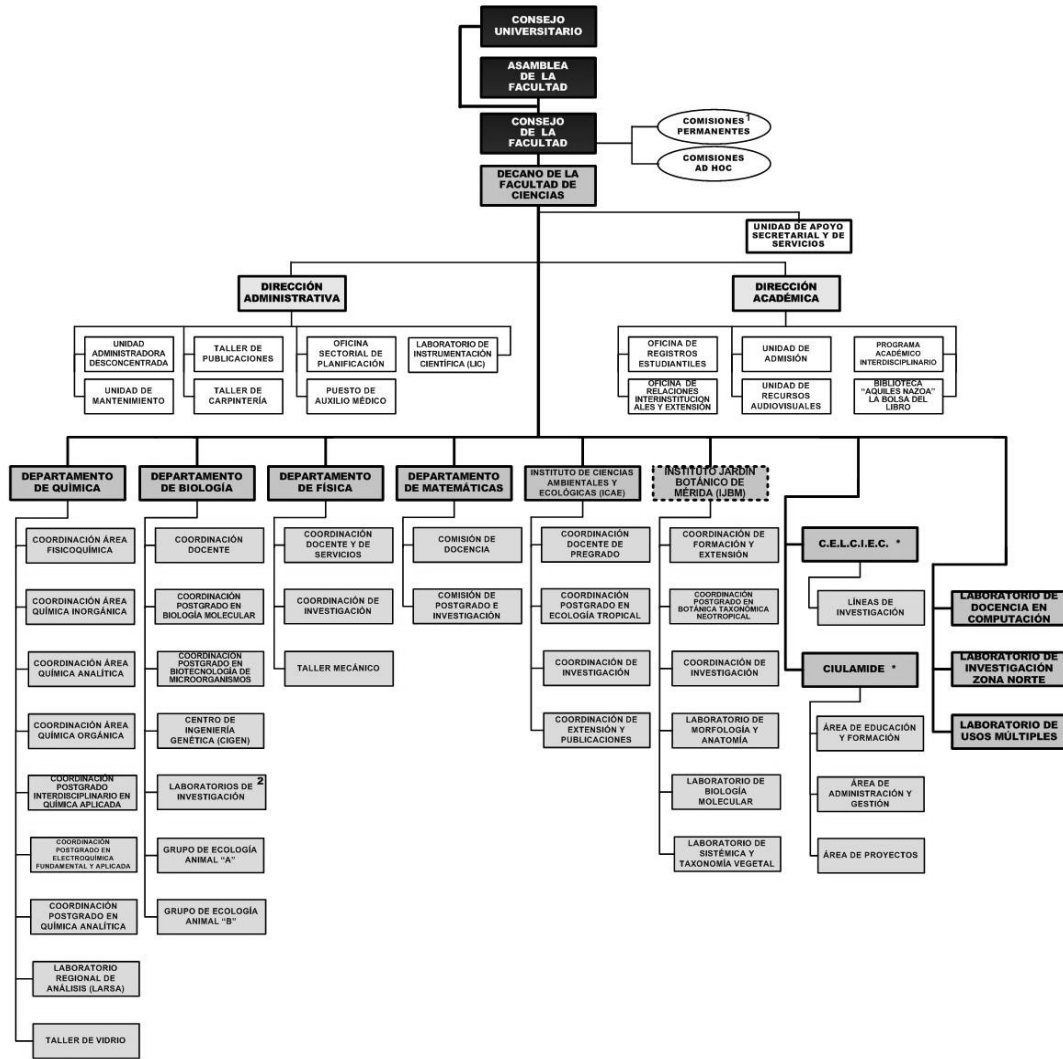 CONSEJO
UNIVERSITARIO
ASAMBLEA
DE LA
FACULTAD
CONSEJO
DE LA
FACULTAD
COMISIONES 1
PERMANENTES
COMISIONES
AD HOC
DECANO DE LA
FACULTAD DE
CIENCIAS
UNIDAD DE APOYO
SECRETARIAL Y DE
SERVICIOS
DIRECCIÓN
ADMINISTRATIVA
DIRECCIÓN
ACADÉMICA
UNIDAD
ADMINISTRADORA
DESCONCENTRADA
TALLER DE
PUBLICACIONES
OFICINA
SECTORIAL DE
PLANIFICACIÓN
LABORATORIO DE
INSTRUMENTACIÓN
CIENTÍFICA (LIC)
UNIDAD DE
MANTENIMIENTO
TALLER DE
CARPINTERÍA
PUESTO DE
AUXILIO MÉDICO
OFICINA DE
REGISTROS
ESTUDIANTILES
UNIDAD
DE ADMISIÓN
PROGRAMA
ACADÉMICO
INTERDISCIPLINARIO
OFICINA DE
RELACIONES
INTERINSTITUCION
ALES Y EXTENSIÓN
UNIDAD DE
RECURSOS
AUDIOVISUALES
BIBLIOTECA
"AQUILES NAZOA"
LA BOLSA DEL
LIBRO
DEPARTAMENTO
DE QUÍMICA
DEPARTAMENTO
DE BIOLOGÍA
DEPARTAMENTO
DE FÍSICA
DEPARTAMENTO
DE MATEMÁTICAS
INSTITUTO DE CIENCIAS
AMBIENTALES Y
ECOLÓGICAS (ICAE)
INSTITUTO JARDÍN
BOTÁNICO DE
MÉRIDA (IJBM)
COORDINACIÓN ÁREA
FISICOQUÍMICA
COORDINACIÓN ÁREA
QUÍMICA INORGÁNICA
COORDINACIÓN ÁREA
QUÍMICA ANALÍTICA
COORDINACIÓN ÁREA
QUÍMICA ORGÁNICA
COORDINACIÓN
POSTGRADO
INTERDISCIPLINARIO EN
QUÍMICA APLICADA
COORDINACIÓN
POSTGRADO EN
ELECTROQUÍMICA
FUNDAMENTAL Y APLICADA
COORDINACIÓN
POSTGRADO EN
QUÍMICA ANALÍTICA
LABORATORIO
REGIONAL DE
ANÁLISIS (LARSA)
TALLER DE VIDRIO
COORDINACIÓN
DOCENTE
COORDINACIÓN
POSTGRADO EN
BIOLOGÍA MOLECULAR
COORDINACIÓN
POSTGRADO EN
BIOTECNOLOGÍA DE
MICROORGANISMOS
CENTRO DE
INGENIERÍA
GENÉTICA (CIGEN)
LABORATORIOS DE 2
INVESTIGACIÓN
GRUPO DE ECOLOGÍA
ANIMAL "A"
GRUPO DE ECOLOGÍA
ANIMAL "B"
COORDINACIÓN
DOCENTE Y DE
SERVICIOS
COORDINACIÓN
DE INVESTIGACIÓN
TALLER MECÁNICO
COMISIÓN DE
DOCENCIA
COMISIÓN DE
POSTGRADO E
INVESTIGACIÓN
COORDINACIÓN
DOCENTE DE
PREGRADO
COORDINACIÓN
POSTGRADO EN
ECOLOGÍA TROPICAL
COORDINACIÓN DE
INVESTIGACIÓN
COORDINACIÓN DE
EXTENSIÓN Y
PUBLICACIONES
COORDINACIÓN DE
FORMACIÓN Y
EXTENSIÓN
COORDINACIÓN
POSTGRADO EN
BOTÁNICA TAXONÓMICA
NEOTROPICAL
COORDINACIÓN DE
INVESTIGACIÓN
LABORATORIO DE
MORFOLOGÍA Y
ANATOMÍA
LABORATORIO DE
BIOLOGÍA
MOLECULAR
LABORATORIO DE
SISTÉMICA Y
TAXONOMÍA VEGETAL
C.E.L.C.I.E.C. *
LÍNEAS DE
INVESTIGACIÓN
CIULAMIDE *
ÁREA DE EDUCACIÓN
Y FORMACIÓN
ÁREA DE
ADMINISTRACIÓN Y
GESTIÓN
ÁREA DE PROYECTOS
LABORATORIO DE
DOCENCIA EN
COMPUTACIÓN
LABORATORIO DE
INVESTIGACIÓN
ZONA NORTE
LABORATORIO DE
USOS MÚLTIPLES